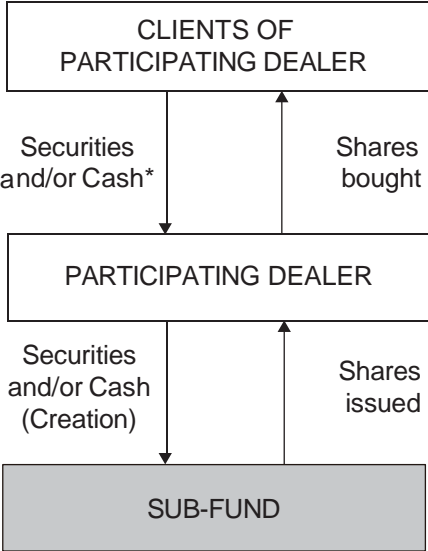 CLIENTS OF
PARTICIPATING DEALER
Securities
and/or Cash*
Shares
bought
PARTICIPATING DEALER
Securities
and/or Cash
(Creation)
Shares
issued
SUB-FUND